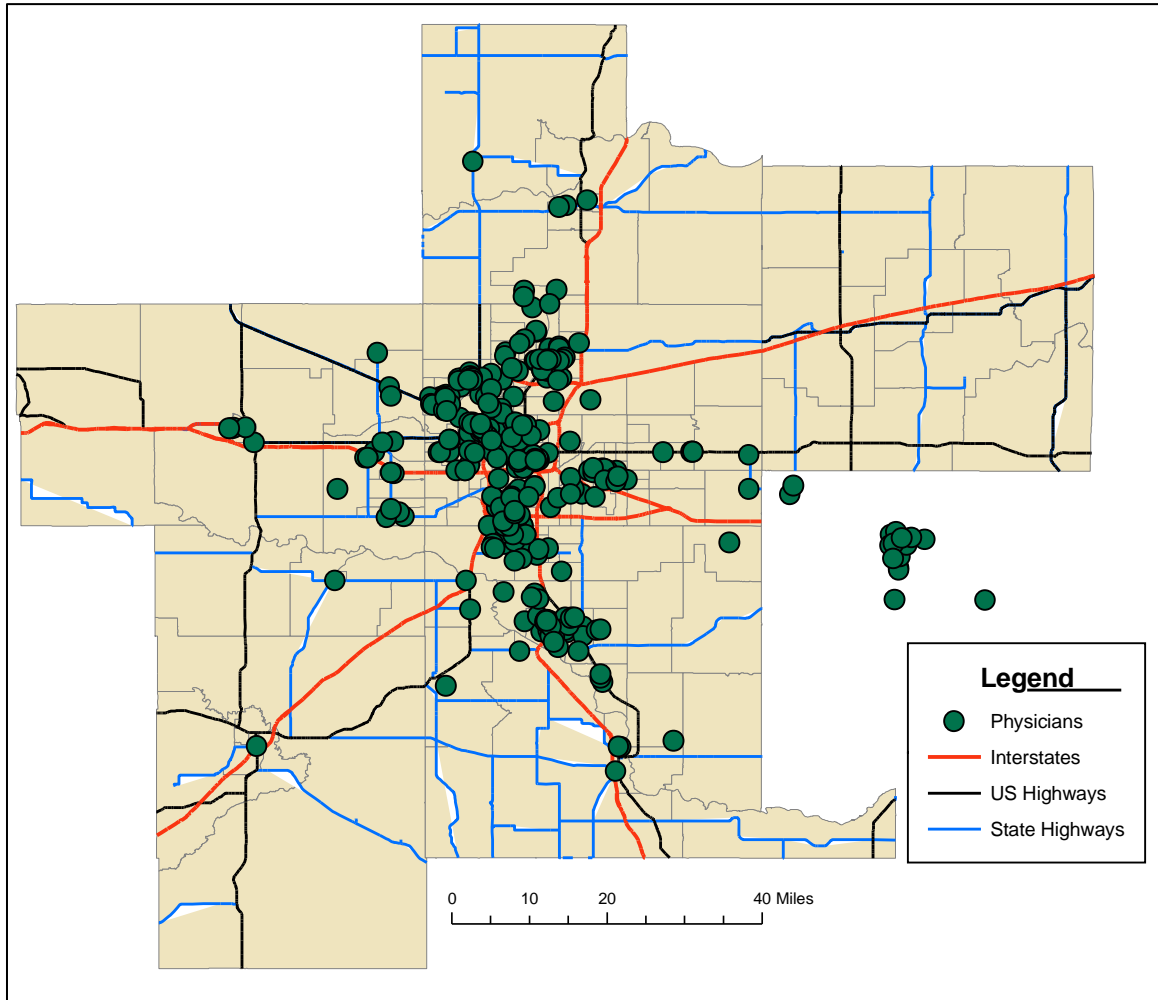 Legend
Physicians
Interstates
US Highways
State Highways
0 10 20 40 Miles